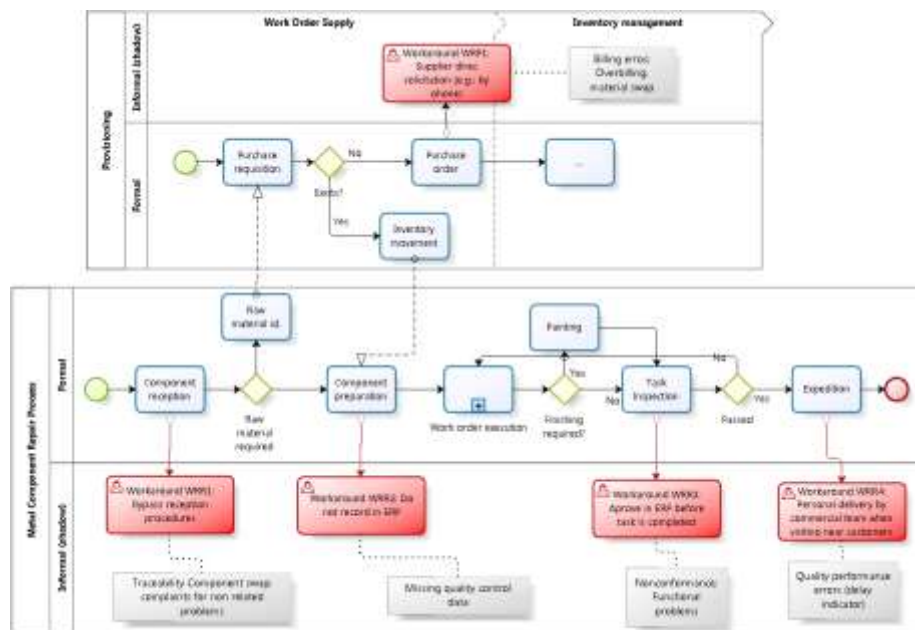 Work Order Supply
Inventory management
Provisioning
Informal (shadow)
Workaround WRP1:
Supplier direc
solicitution (e.g.: by
phone)
Billing erros;
Overbilling;
material swap.
Formal
Purchase
requisition
Exists?
No
Yes
Purchase
order
...
Inventory
movement
Metal Component Repair Process
Formal
Raw
material id.
Component
reception
Raw
material
required
Component
preparation
Work order execution
Painting
Finishing
required?
Yes
No
Task
Inspection
No
Passed
Yes
Expedition
Informal (shadow)
Workaround WRR1:
Bypass reception
procedures
Workaround WRR2: Do
not record in ERP
Workaround WRR3:
Aprove in ERP before
task is completed
Workaround WRR4:
Personal delivery by
commercial team when
visiting near customers
Traceability Component swap
complaints for non related
problems
Missing quality control
data
Nonconformance;
Functional
problems
Quality performance
errors (delay
indicator)